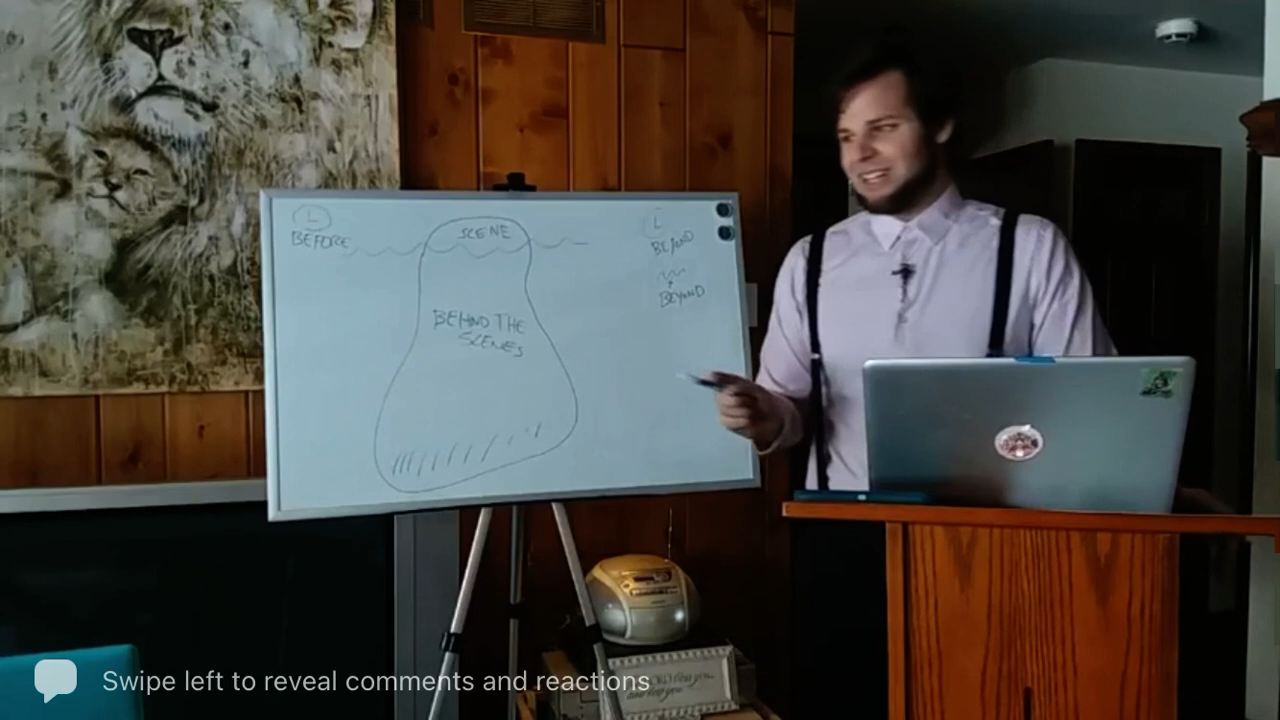 L
BEFORE
SCENE
BEHIND THE
SCENES
L
BEYOND
BEYOND
Swipe left to reveal comments and reactions